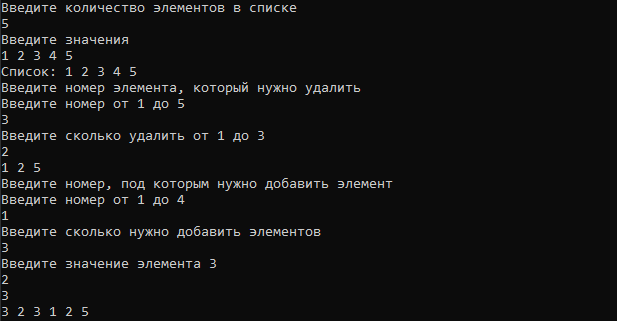 Введите количество элементов в списке
5
Введите значения
1 2 3 4 5
Список: 1 2 3 4 5
Введите номер элемента, который нужно удалить
Введите номер от 1 до 5
3
Введите сколько удалить от 1 до 3
2
1 2 5
Введите номер, под которым нужно добавить элемент
Введите номер от 1 до 4
1
Введите сколько нужно добавить элементов
3
Введите значение элемента 3
2
3
3 2 3 1 2 5